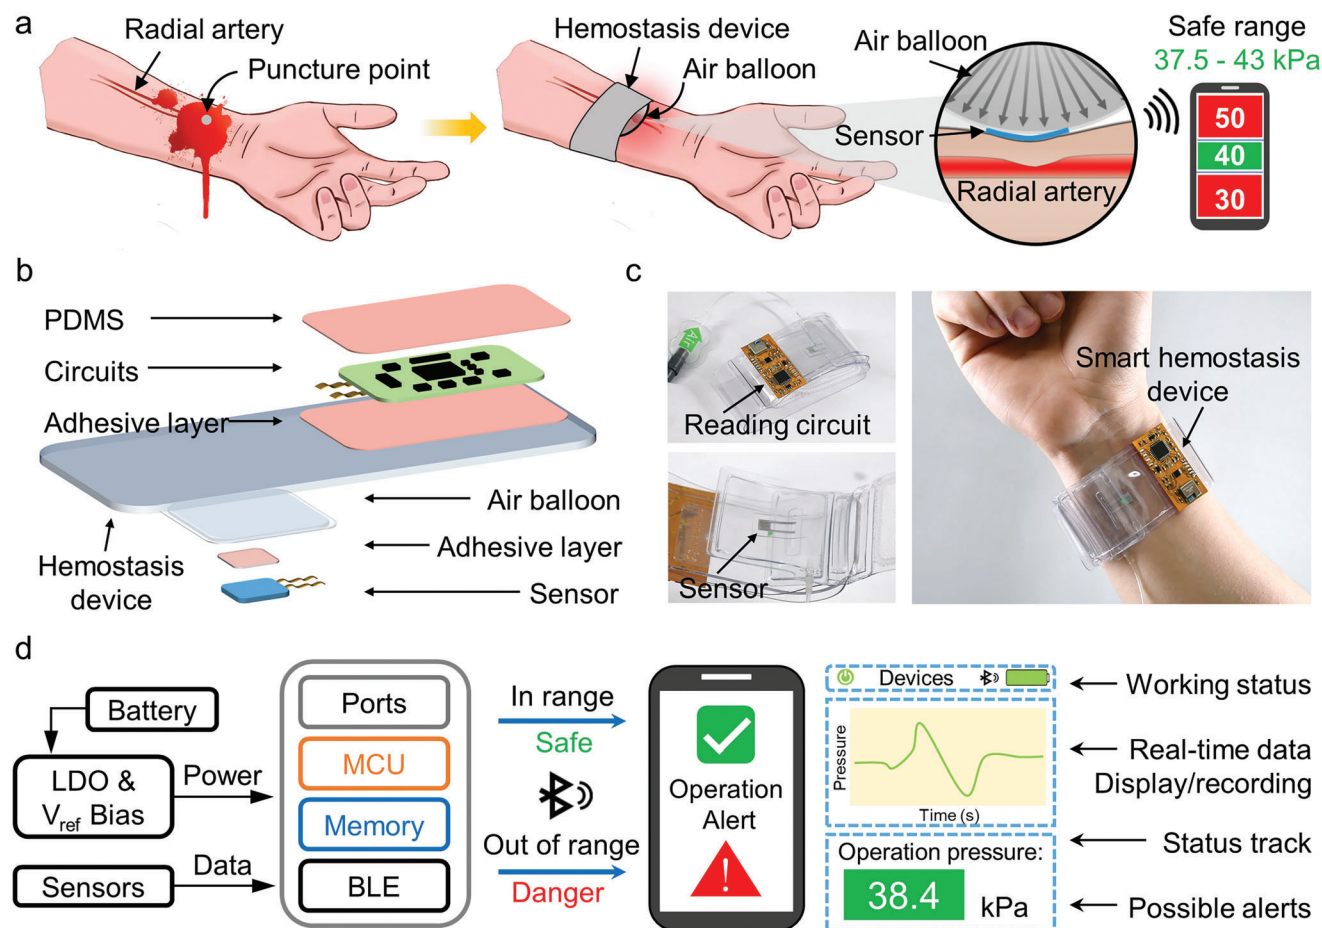 a
Radial artery
Puncture point
Hemostasis device
Air balloon
Air balloon
Sensor
Radial artery
Safe range
37.5 - 43 kPa
50
40
30
b
PDMS
Circuits
Adhesive layer
Air balloon
Adhesive layer
Sensor
Hemostasis
device
c
Air
Reading circuit
Sensor
Smart hemostasis
device
d
Battery
LDO &
Vref Bias
Power
Sensors
Data
Ports
MCU
Memory
BLE
In range
Safe
Out of range
Danger
Operation
Alert
!
Devices
Pressure
Time (s)
Operation pressure:
38.4 kPa
Working status
Real-time data
Display/recording
Status track
Possible alerts